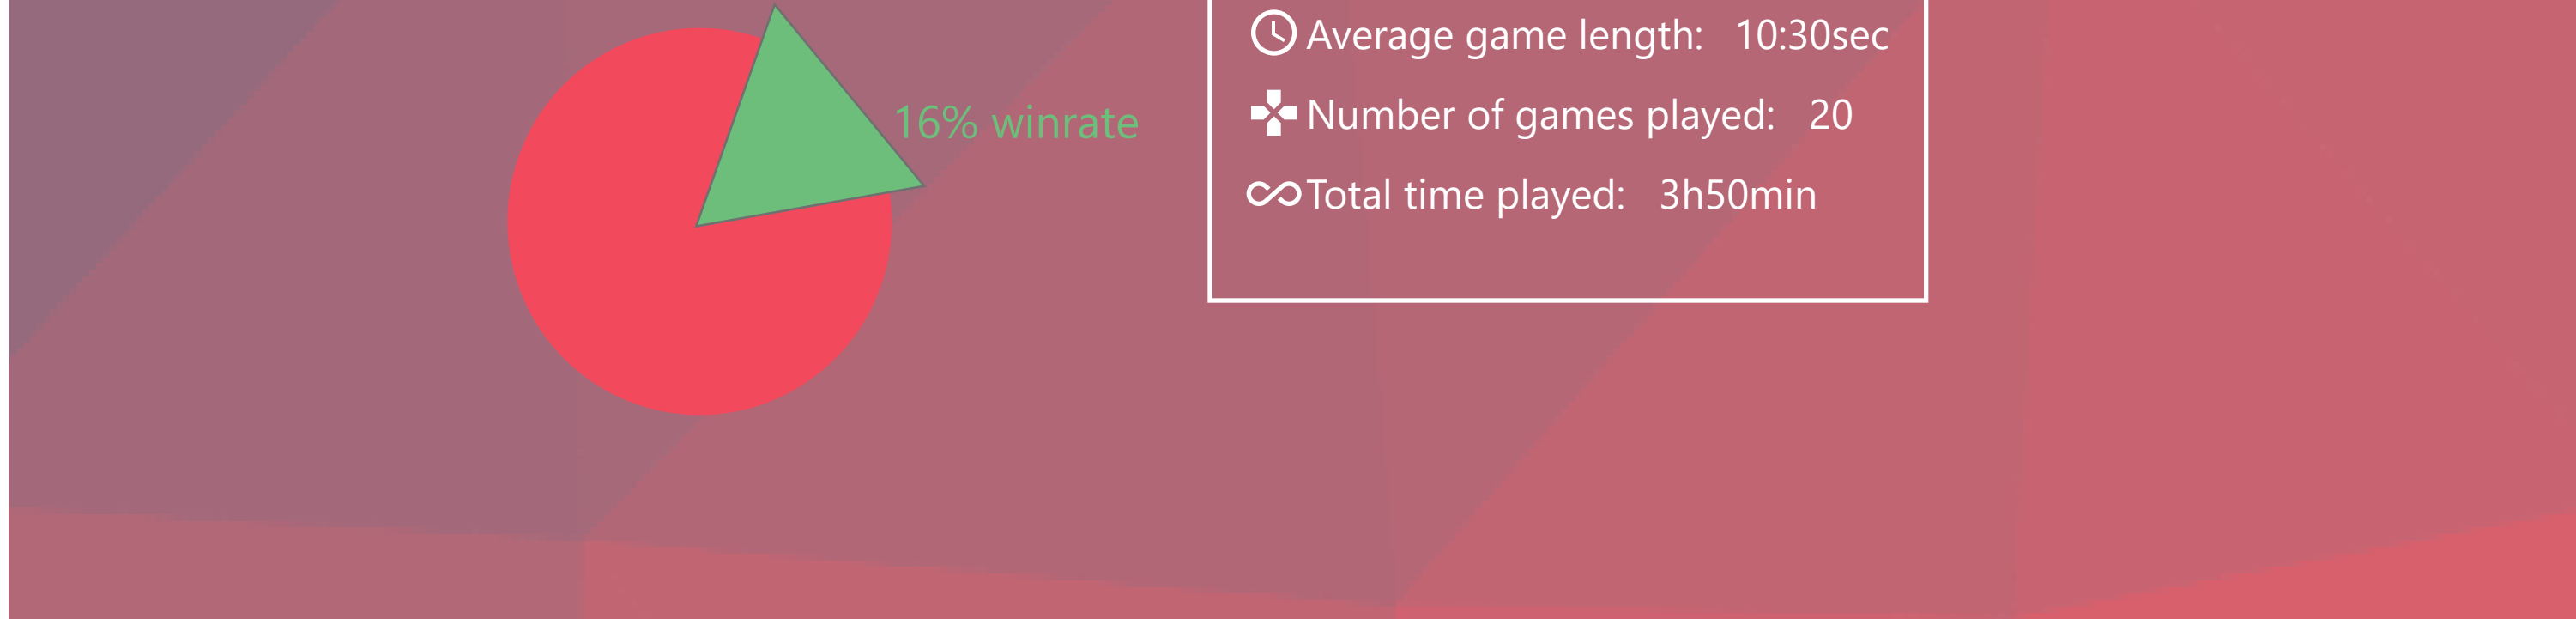 Average game length: 10:30sec
16% winrate
Number of games played: 20
Total time played: 3h50min